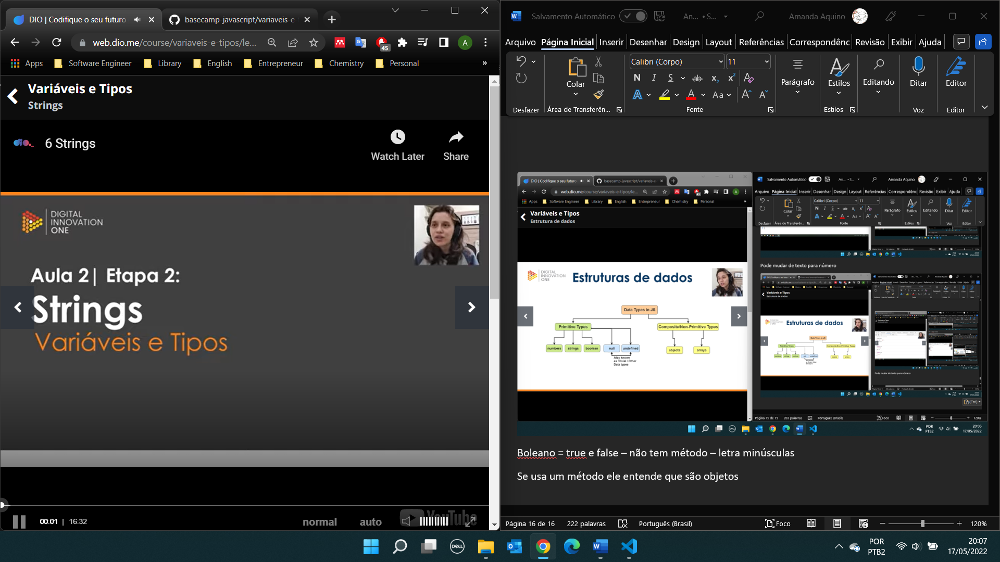 DIO | Codifique o seu futuro
basecamp-javascript/variaveis-e-
web.dio.me/course/variaveis-e-tipos/le...
45
A
Apps
Software Engineer
Library
English
Entrepreneur
Chemistry
Personal
»
Variáveis e Tipos
Strings
dio.
6 Strings
Watch Later
Share
DIGITAL
INNOVATION
ONE
Aula 2| Etapa 2:
Strings
Variáveis e Tipos
00:01 | 16:32
normal
auto
YouTube
Salvamento Automático
An... • S...
Amanda Aquino
Arquivo
Página Inicial
Inserir
Desenhar
Design
Layout
Referências
Correspondênc
Revisão
Exibir
Ajuda
Colar
Calibri (Corpo)
11
N
I
S
ab
x2
x2
A
A
Aa
A
A
Parágrafo
Estilos
Editando
Ditar
Editor
Desfazer
Área de Transferên...
Fonte
Estilos
Voz
Editor
DIO | Codifique o seu futuro
basecamp-javascript/variaveis-e-
web.dio.me/course/variaveis-e-tipos/le...
Apps
Software Engineer
Library
English
Entrepreneur
Chemistry
Personal
»
Variáveis e Tipos
Estrutura de dados
DIGITAL
INNOVATION
ONE
Estruturas de dados
Data Types in JS
Primitive Types
Composite/Non-Primitive Types
numbers
strings
boolean
null
undefined
objects
arrays
Also known
as Trivial / Other
Data types
Salvamento Automático
An... • S...
Amanda Aquino
Arquivo
Página Inicial
Inserir
Desenhar
Design
Layout
Referências
Correspondênc
Revisão
Exibir
Ajuda
Colar
Calibri (Corpo)
11
Parágrafo
Estilos
Editando
Ditar
Editor
Desfazer
Área de Transferên...
Fonte
Estilos
Voz
Editor
Pode mudar de texto para número
Variáveis e Tipos
Estrutura de dados
Estruturas de dados
Data Types in JS
Primitive Types
Composite/Non-Primitive Types
Pode mudar de texto para número
(Ctrl)
Página 15 de 15
203 palavras
Português (Brasil)
Foco
120%
POR
PTB2
20:06
17/05/2022
Boleano = true e false – não tem método – letra minúsculas
Se usa um método ele entende que são objetos
Página 16 de 16
222 palavras
Português (Brasil)
Foco
120%
DELL
POR
PTB2
20:07
17/05/2022